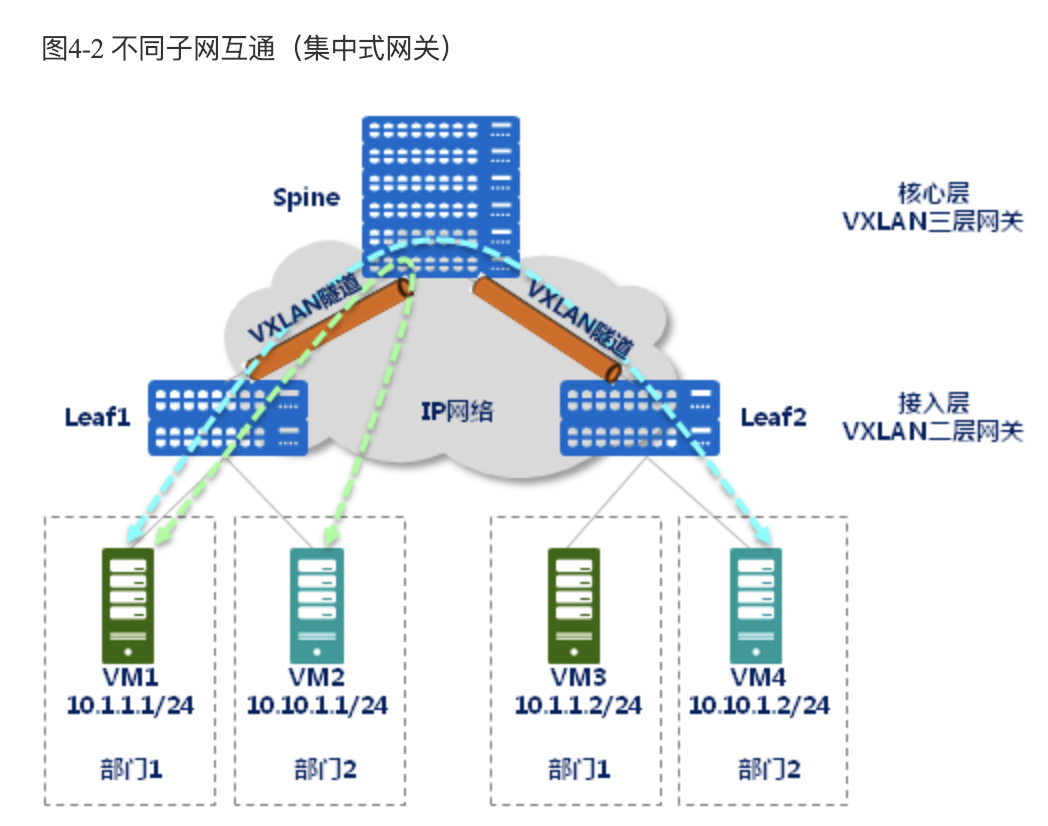 图4-2 不同子网互通（集中式网关）
Spine
核心层
VXLAN三层网关
VXLAN隧道
VXLAN隧道
Leaf1
IP网络
Leaf2
接入层
VXLAN二层网关
VM1
10.1.1.1/24
部门1
VM2
10.10.1.1/24
部门2
VM3
10.1.1.2/24
部门1
VM4
10.10.1.2/24
部门2